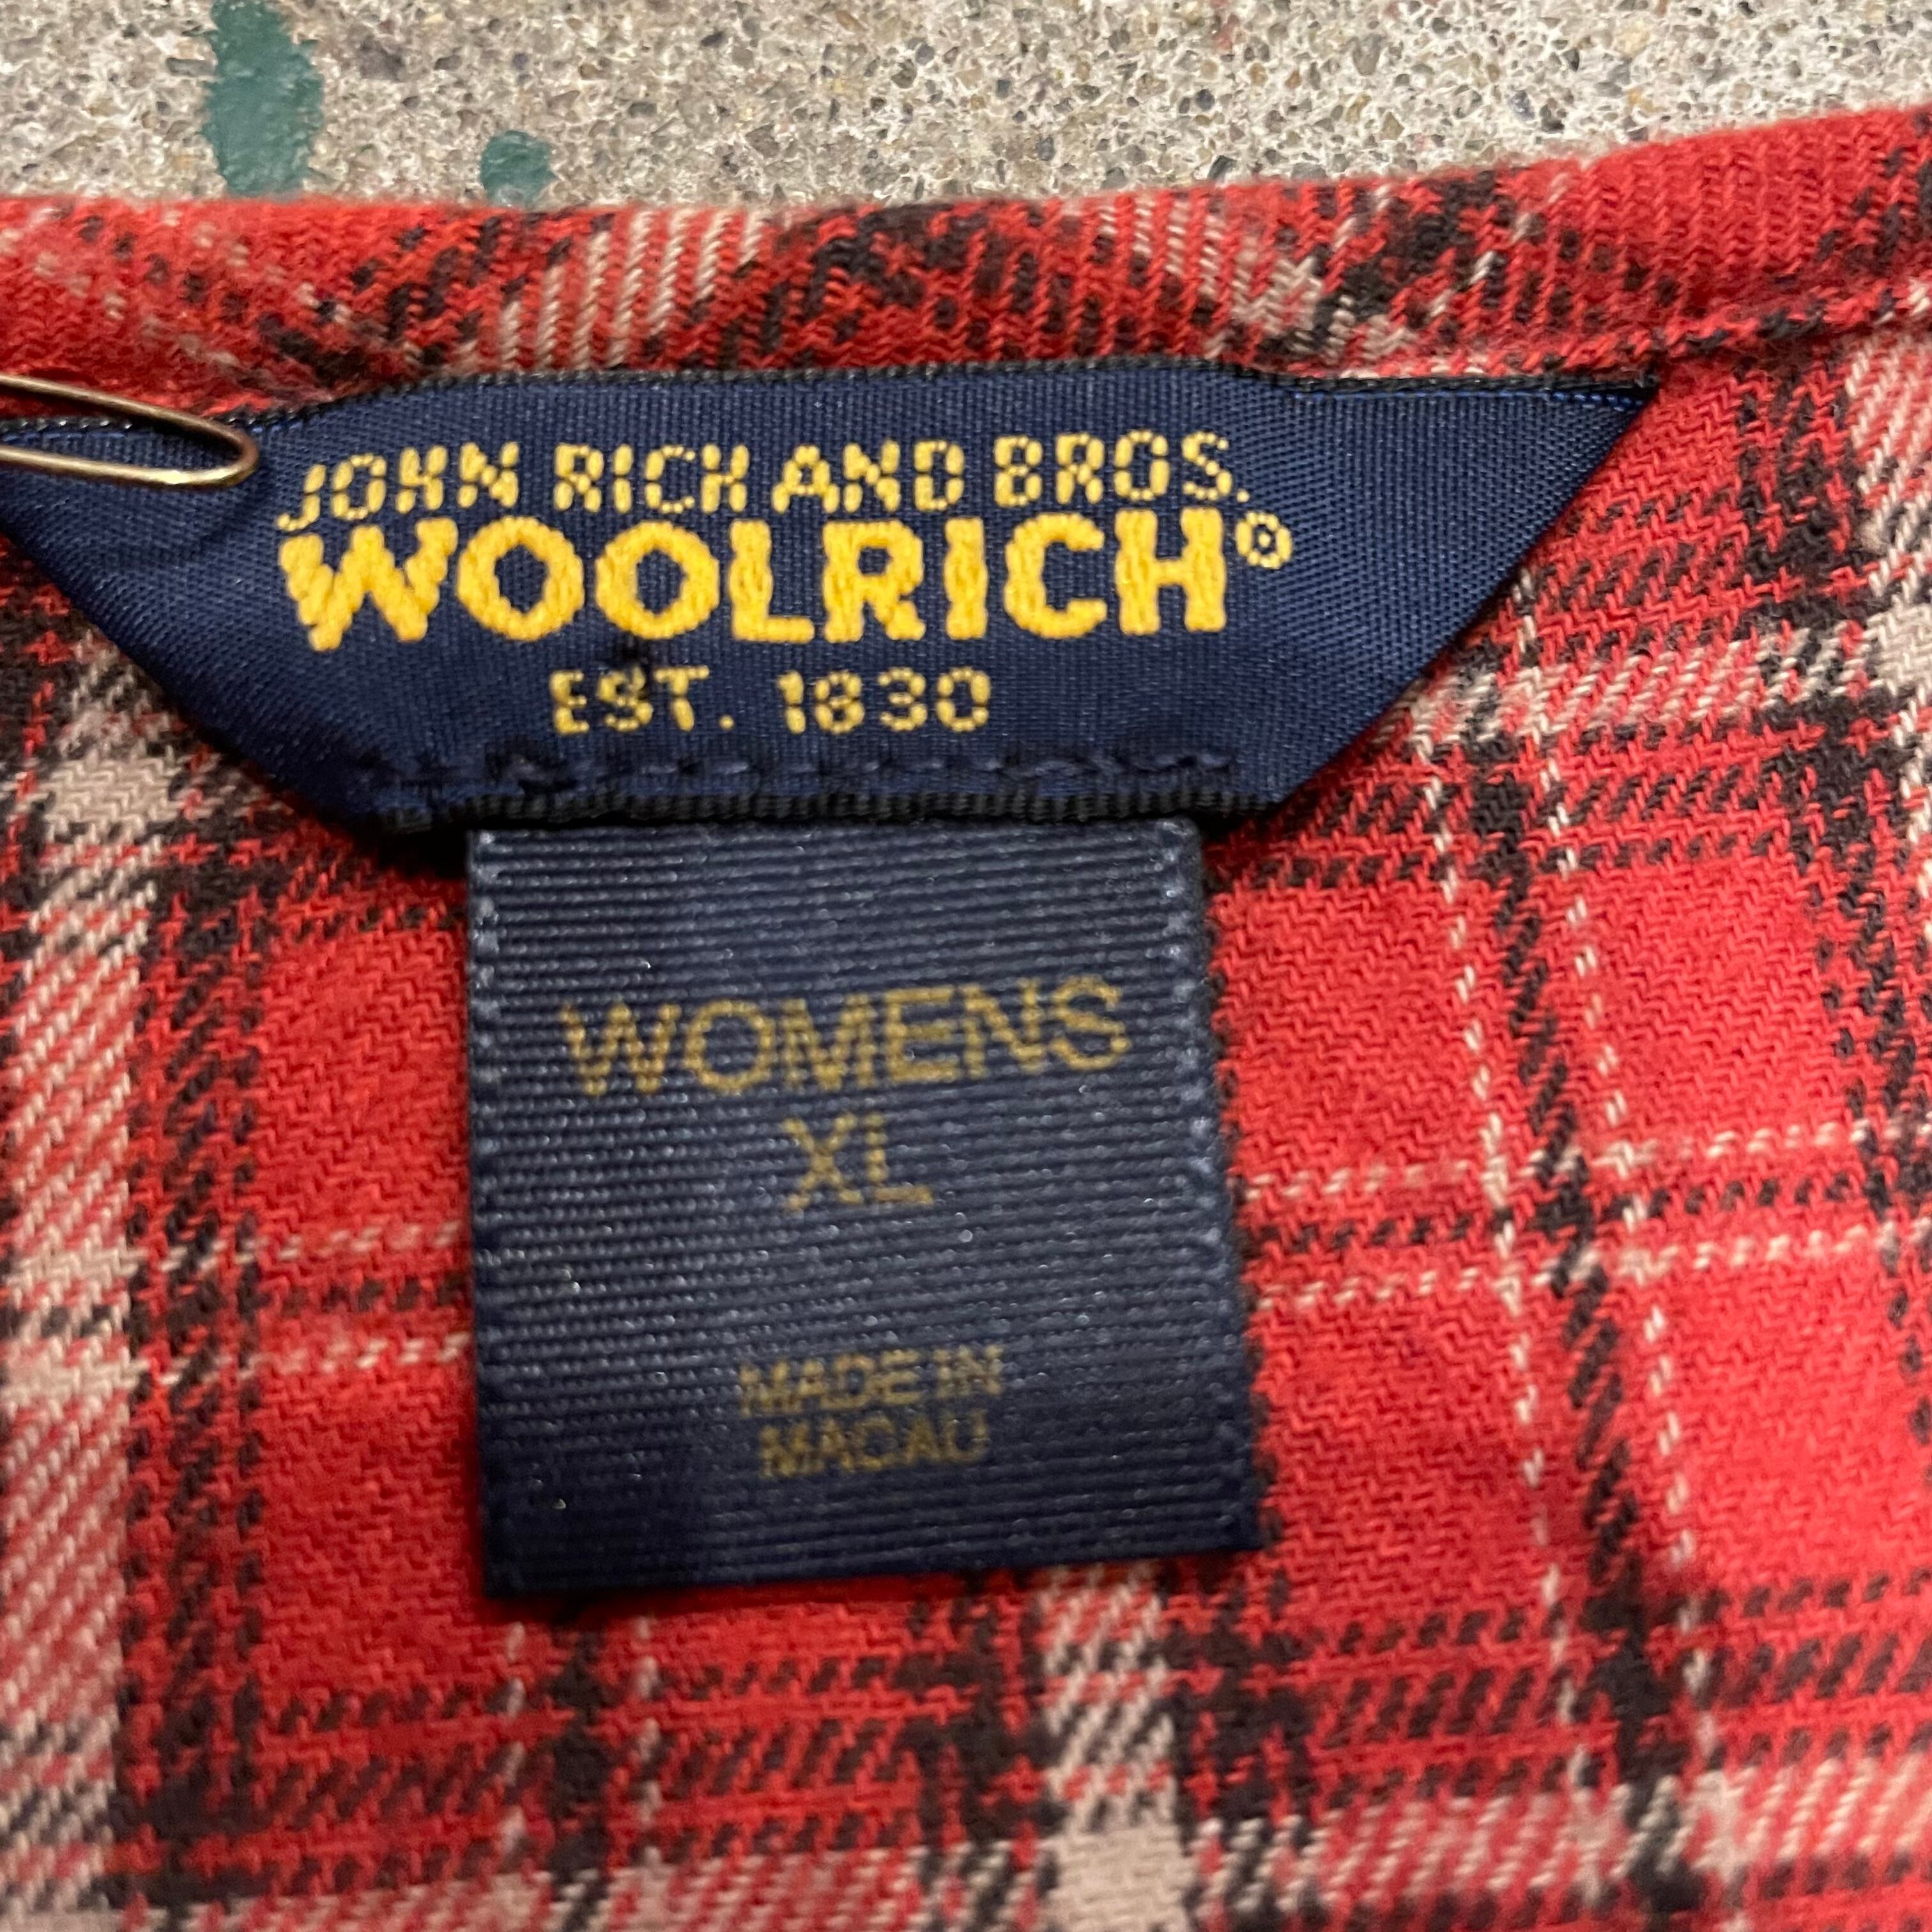 JOHN RICH AND BROS.
WOOLRICH®
EST. 1830
WOMENS
XL
MADE IN
MACAU